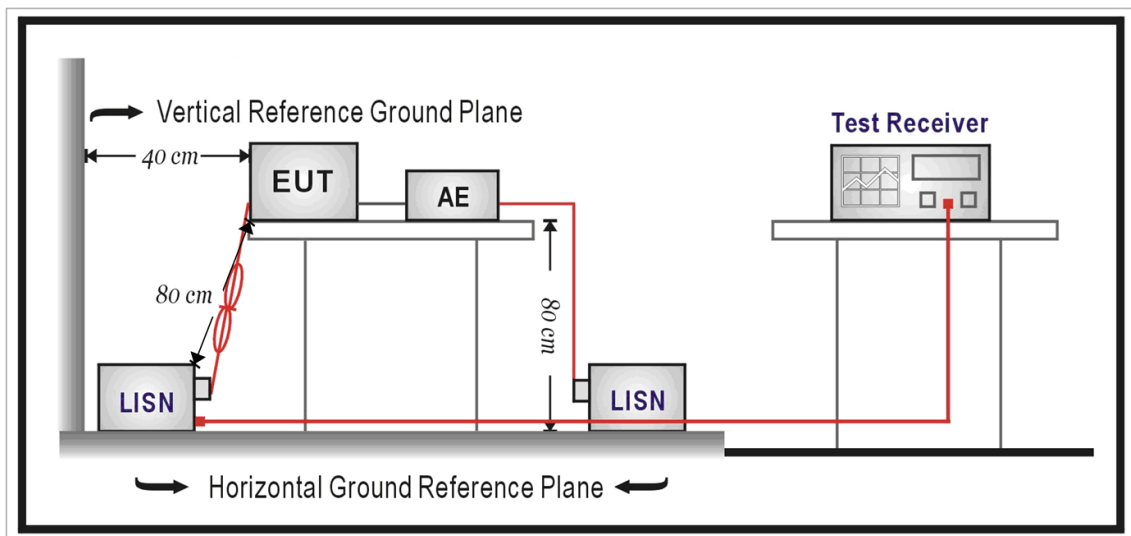 Vertical Reference Ground Plane
Test Receiver
40 cm
EUT
AE
80 cm
80 cm
LISN
LISN
Horizontal Ground Reference Plane